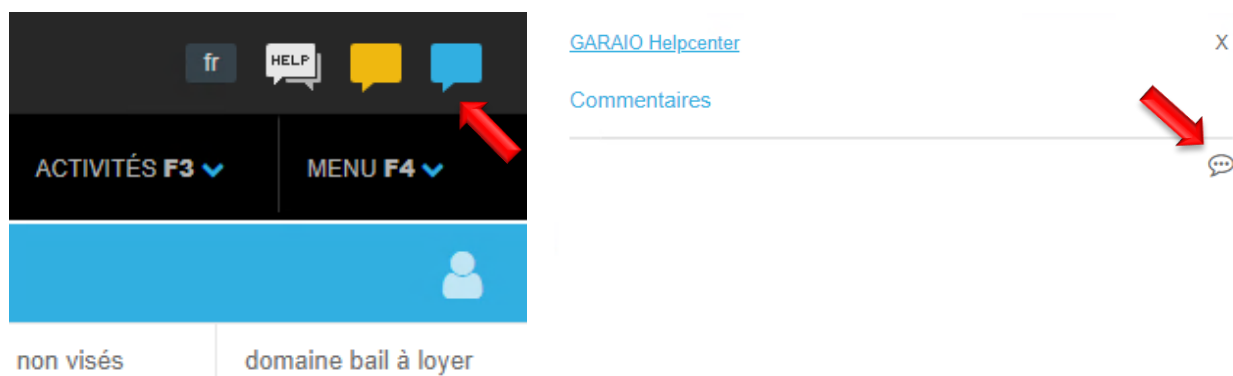 fr HELP
ACTIVITÉS F3 MENU F4
non visés domaine bail à loyer
GARAIO Helpcenter X
Commentaires